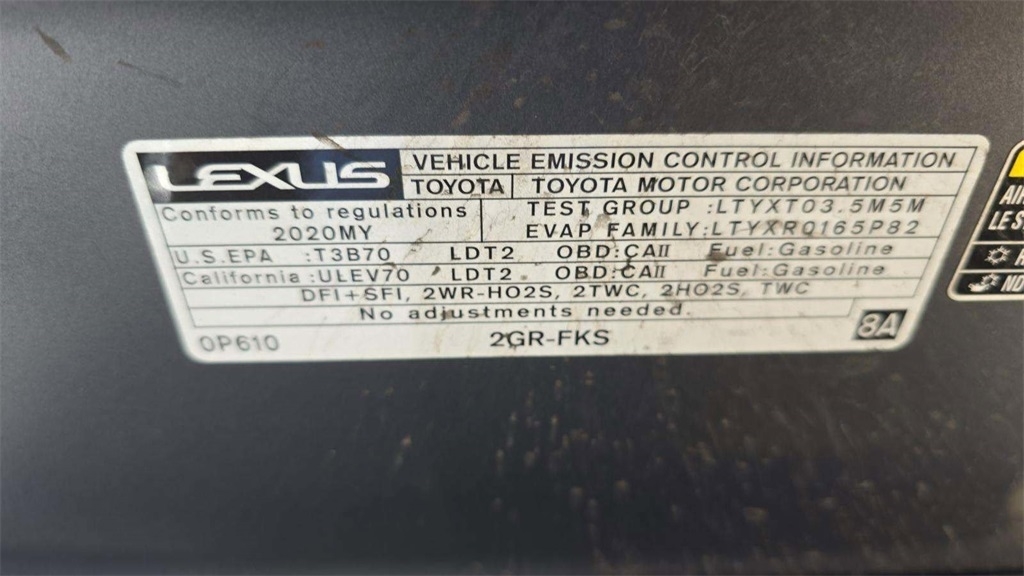 LEXUS VEHICLE EMISSION CONTROL INFORMATION
TOYOTA TOYOTA MOTOR CORPORATION
Conforms to regulations
2020MY
TEST GROUP :LTYXT03.5M5M
EVAP FAMILY:LTYXR0165P82
U.S.EPA :T3B70 LDT2 OBD:CAII Fuel:Gasoline
California:ULEV70 LDT2 OBD:CAII Fuel:Gasoline
DFI+SFI, 2WR-HO2S, 2TWC, 2HO2S, TWC
No adjustments needed.
0P610 2GR-FKS 8A
LE S
NO